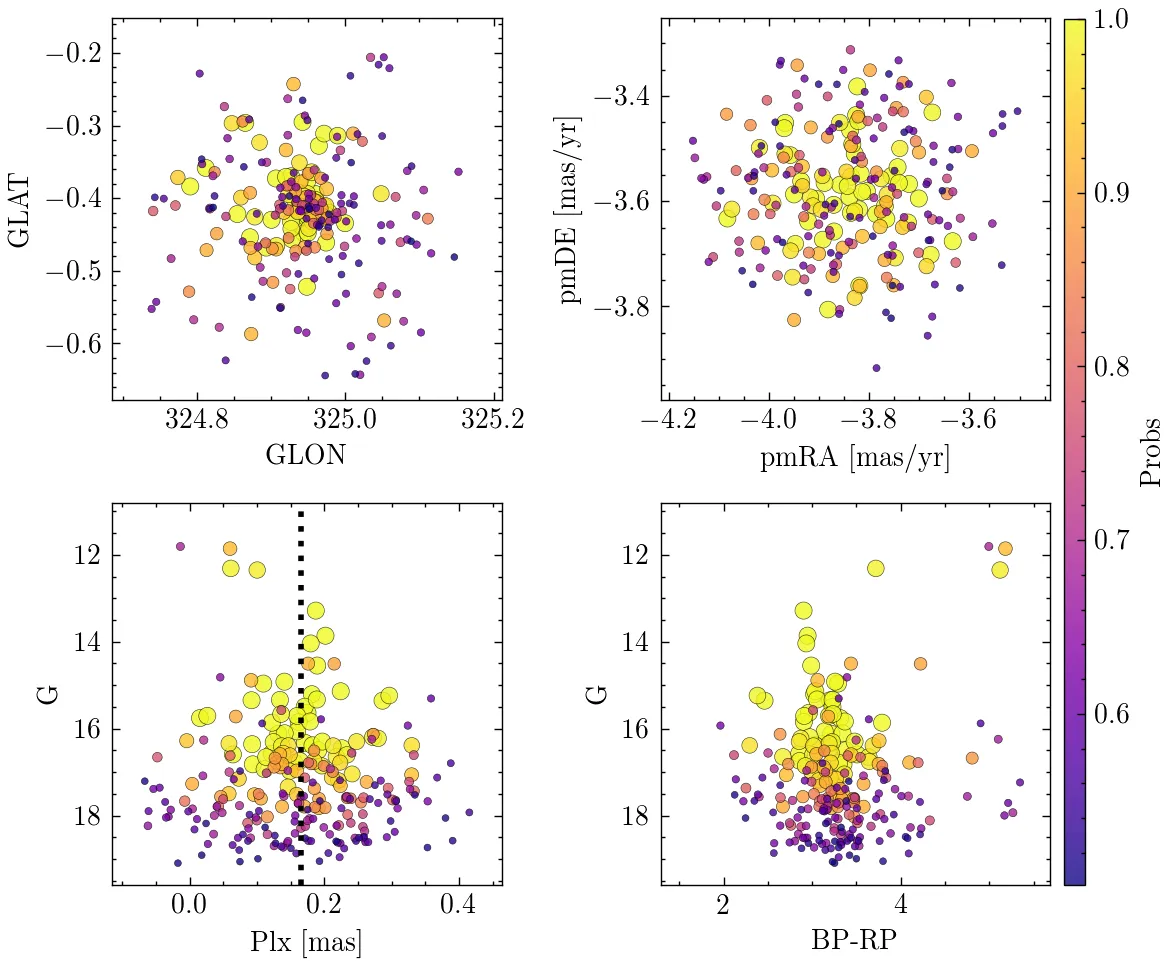 −0.2
−0.3
−0.4
−0.5
−0.6
GLAT
324.8 325.0 325.2
GLON
−3.4
−3.6
−3.8
pmDE [mas/yr]
−4.2 −4.0 −3.8 −3.6
pmRA [mas/yr]
1.0
0.9
0.8
0.7
0.6
Probs
12
14
16
18
G
0.0 0.2 0.4
Plx [mas]
12
14
16
18
G
2 4
BP-RP